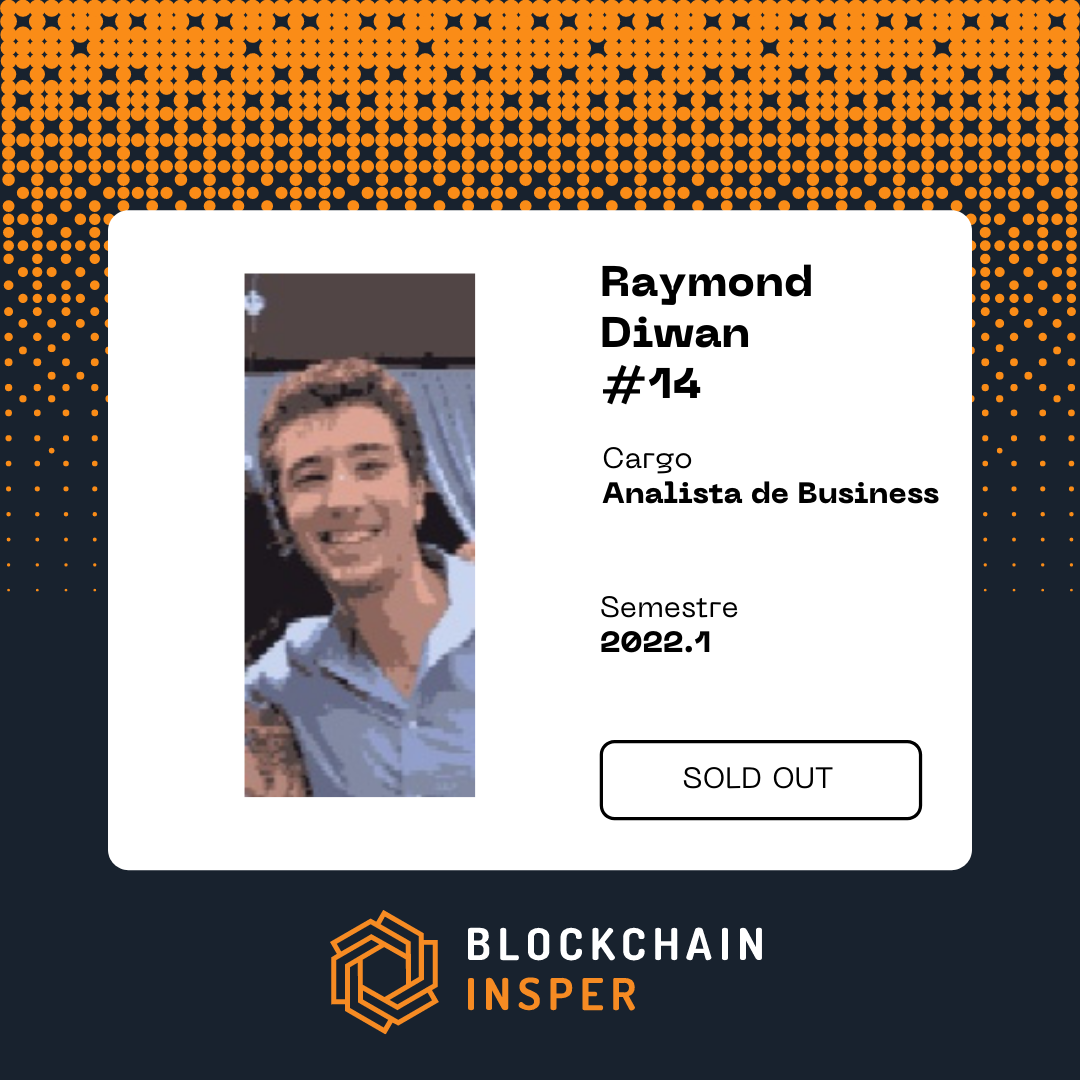 Raymond
Diwan
#14
Cargo
Analista de Business
Semestre
2022.1
SOLD OUT
BLOCKCHAIN
INSPER